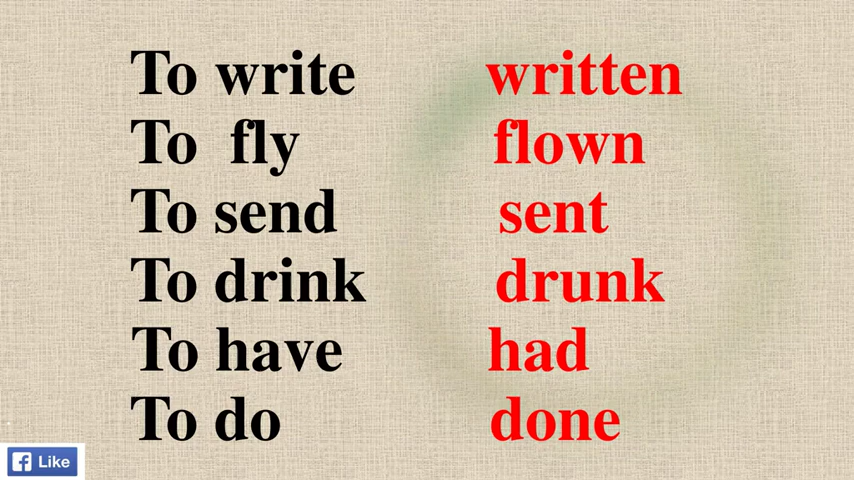 To write written
To fly flown
To send sent
To drink drunk
To have had
To do done
Like